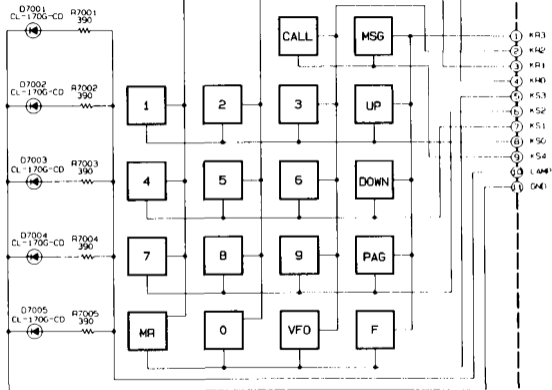 D7001 R7001
CL-170G-CD 390
CALL MSG
1 KR3
2 KR2
3 KR1
4 KR0
5 KS3
6 KS2
7 KS1
8 KS0
9 KS4
10 LAMP
11 GND
D7002 R7002
CL-170G-CD 390
1 2 3 UP
D7003 R7003
CL-170G-CD 390
4 5 6 DOWN
D7004 R7004
CL-170G-CD 390
7 8 9 PAG
D7005 R7005
CL-170G-CD 390
MR 0 VFO F